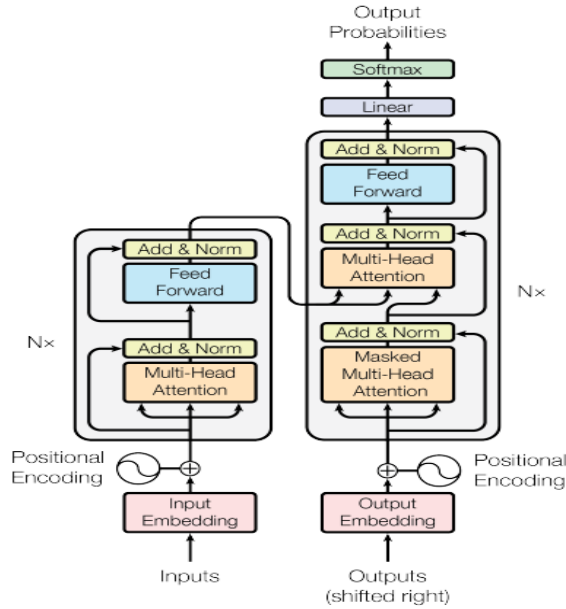 Output
Probabilities
Softmax
Linear
Add & Norm
Feed
Forward
Add & Norm
Multi-Head
Attention
Add & Norm
Masked
Multi-Head
Attention
N×
Add & Norm
Feed
Forward
Add & Norm
Multi-Head
Attention
N×
Positional
Encoding
Positional
Encoding
Input
Embedding
Output
Embedding
Inputs
Outputs
(shifted right)